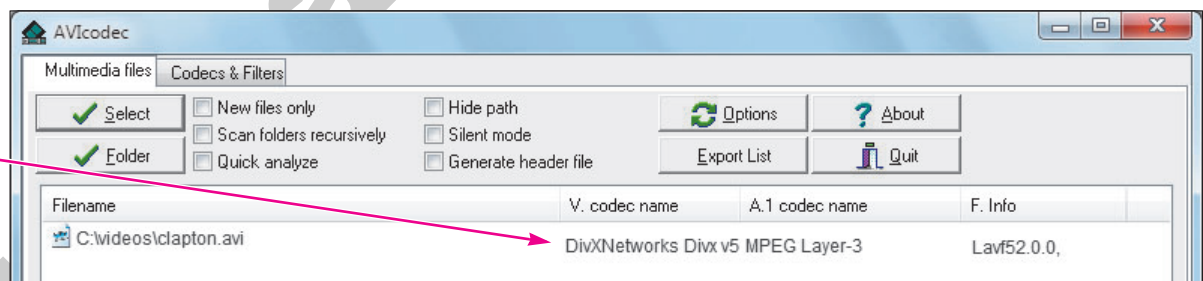 AVIcodec
Multimedia files Codecs & Filters
Select New files only Hide path Options About
Scan folders recursively Silent mode
Folder Quick analyze Generate header file Export List Quit
Filename V. codec name A.1 codec name F. Info
C:\videos\clapton.avi DivXNetworks Divx v5 MPEG Layer-3 Lavf52.0.0,